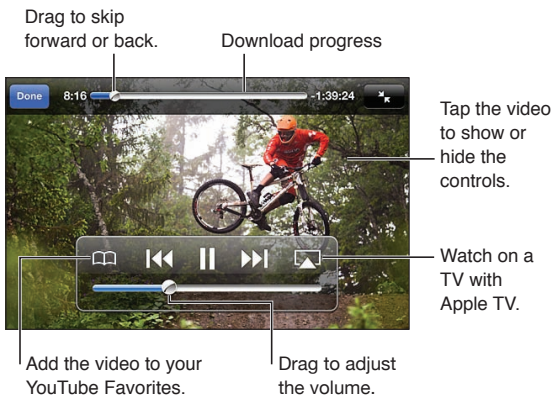 Drag to skip
forward or back.
Download progress
Done
8:16
-1:39:24
Tap the video
to show or
hide the
controls.
Watch on a
TV with
Apple TV.
Add the video to your
YouTube Favorites.
Drag to adjust
the volume.